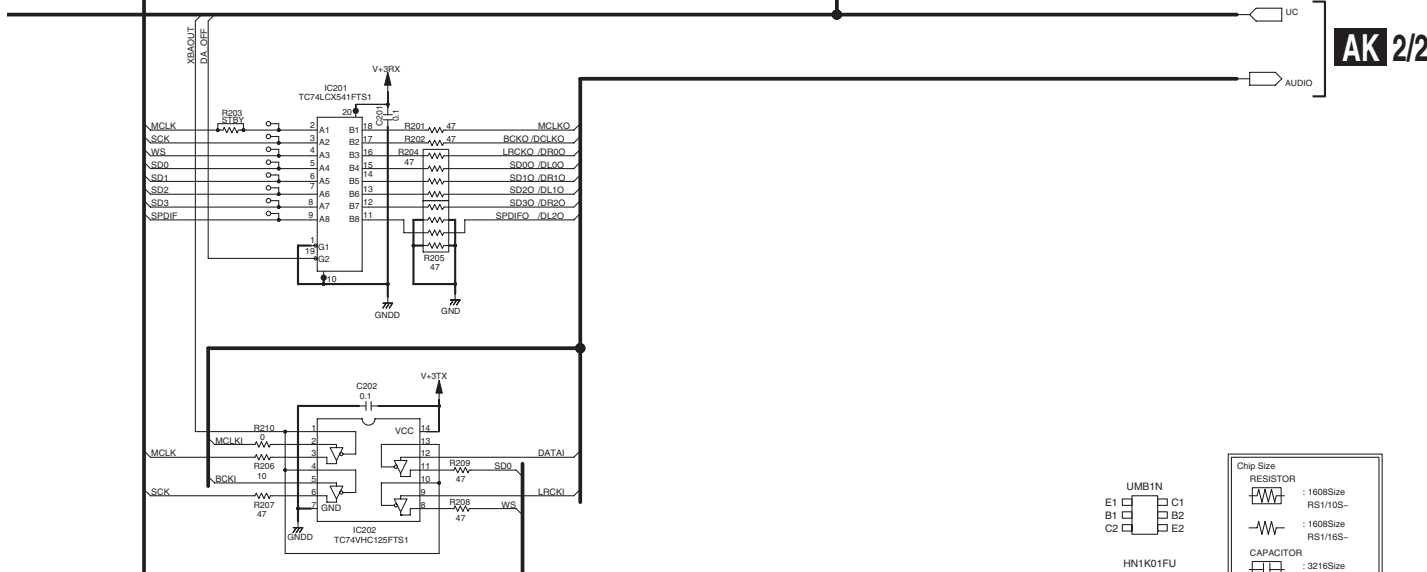 UC
AK 2/2
AUDIO
XBAOUT
DA_OFF
V+3RX
IC201
TC74LCX541FTS1
R203
STBY
20
C201
0.1
MCLK
2
A1
B1
18
R201
47
MCLKO
SCK
3
A2
B2
17
R202
47
BCKO /DCLKO
WS
4
A3
B3
16
R204
47
LRCKO /DR0O
SD0
5
A4
B4
15
SD0O /DL0O
SD1
6
A5
B5
14
SD1O /DR1O
SD2
7
A6
B6
13
SD2O /DL1O
SD3
8
A7
B7
12
SD3O /DR2O
SPDIF
9
A8
B8
11
SPDIFO /DL2O
1
G1
19
G2
R205
47
10
GNDD
GND
C202
0.1
V+3TX
R210
0
1
VCC
14
MCLKI
2
13
MCLK
3
12
DATAI
R206
10
4
11
R209
47
SD0
BCKI
5
10
SCK
6
9
LRCKI
R207
47
7
GND
8
R208
47
WS
GNDD
IC202
TC74VHC125FTS1
UMB1N
E1
C1
B1
B2
C2
E2
HN1K01FU
Chip Size
RESISTOR
: 1608Size
RS1/10S~
: 1608Size
RS1/16S~
CAPACITOR
: 3216Size